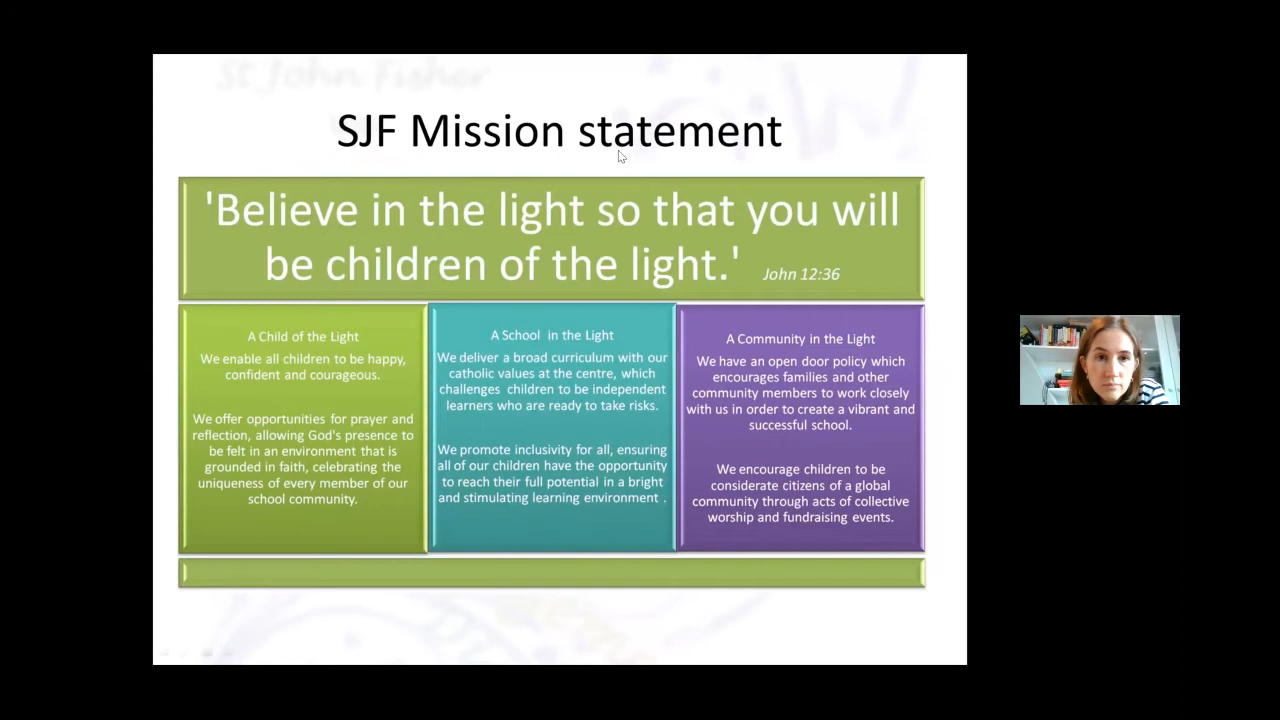 St John Fisher
SJF Mission statement
'Believe in the light so that you will
be children of the light.' John 12:36
A Child of the Light
We enable all children to be happy,
confident and courageous.
We offer opportunities for prayer and
reflection, allowing God's presence to
be felt in an environment that is
grounded in faith, celebrating the
uniqueness of every member of our
school community.
A School in the Light
We deliver a broad curriculum with our
catholic values at the centre, which
challenges children to be independent
learners who are ready to take risks.
We promote inclusivity for all, ensuring
all of our children have the opportunity
to reach their full potential in a bright
and stimulating learning environment .
A Community in the Light
We have an open door policy which
encourages families and other
community members to work closely
with us in order to create a vibrant and
successful school.
We encourage children to be
considerate citizens of a global
community through acts of collective
worship and fundraising events.